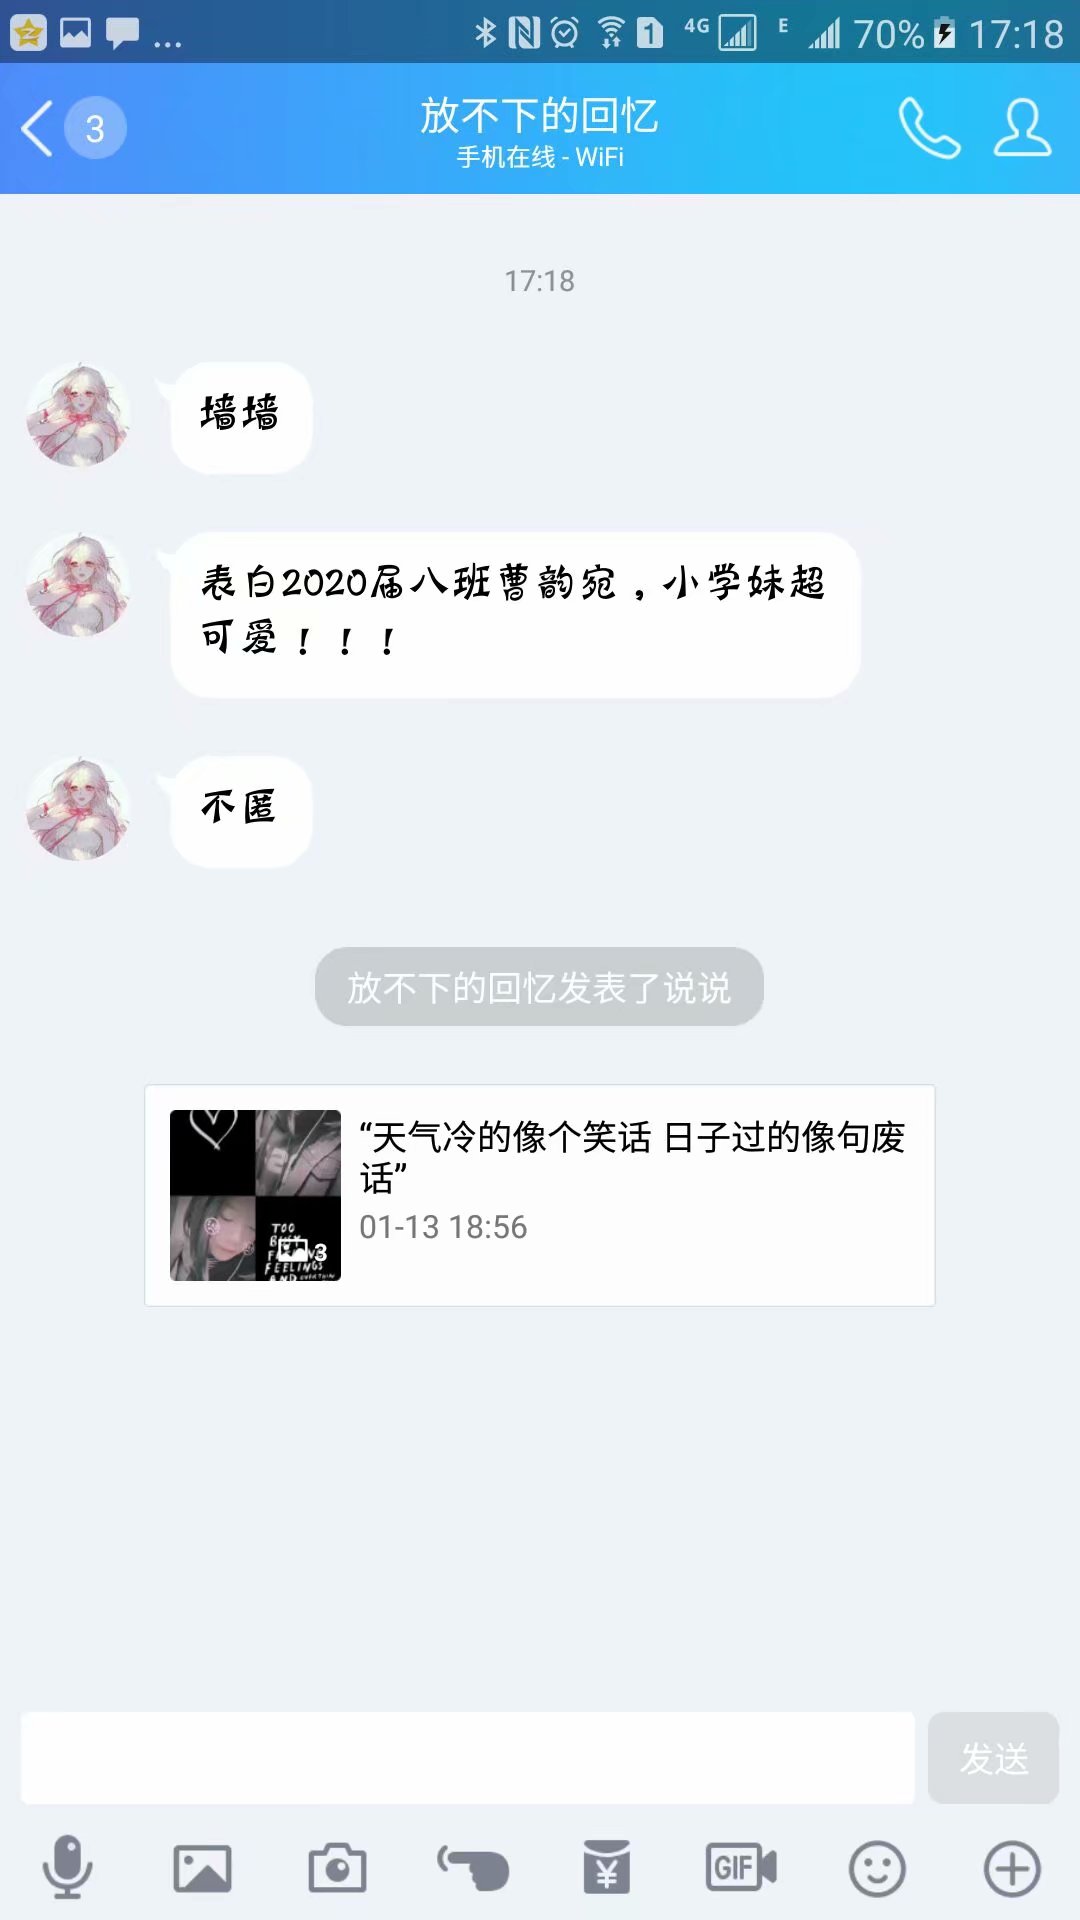 4G E 70% 17:18
3
放不下的回忆
手机在线 - WiFi
17:18
墙墙
表白2020届八班曹韵宛，小学妹超
可爱！！！
不匿
放不下的回忆发表了说说
“天气冷的像个笑话 日子过的像句废
话”
01-13 18:56
TOO
3
FEELINGS
AND
发送
GIF